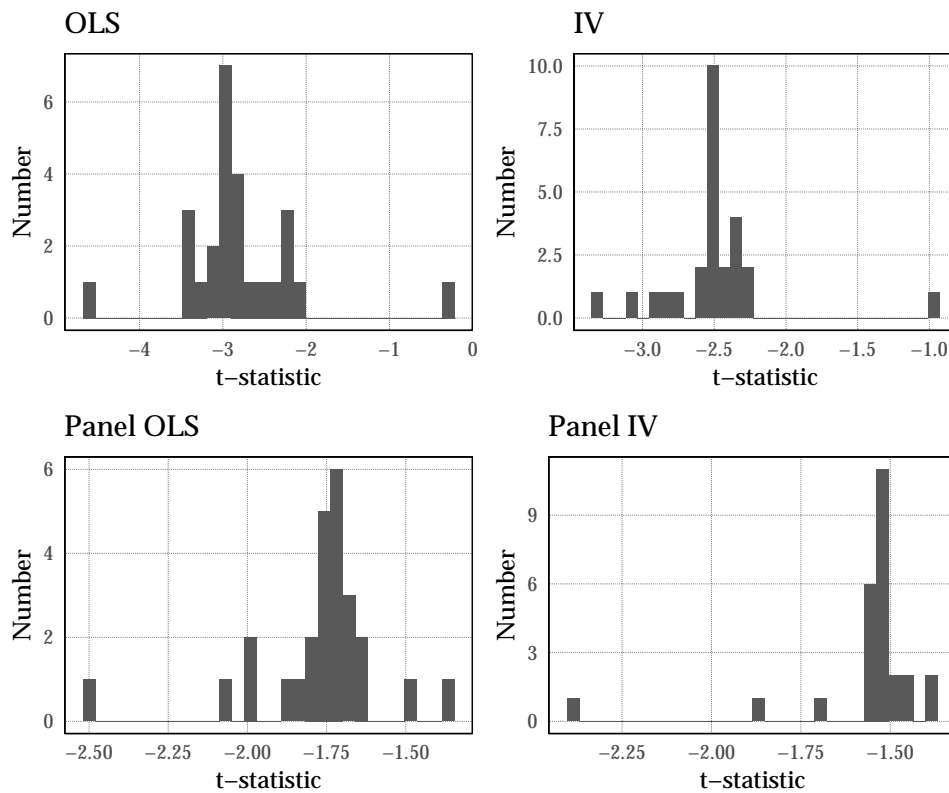 OLS
IV
Number
6
4
2
0
−4 −3 −2 −1 0
t−statistic
Number
10.0
7.5
5.0
2.5
0.0
−3.0 −2.5 −2.0 −1.5 −1.0
t−statistic
Panel OLS
Panel IV
Number
6
4
2
0
−2.50 −2.25 −2.00 −1.75 −1.50
t−statistic
Number
9
6
3
0
−2.25 −2.00 −1.75 −1.50
t−statistic